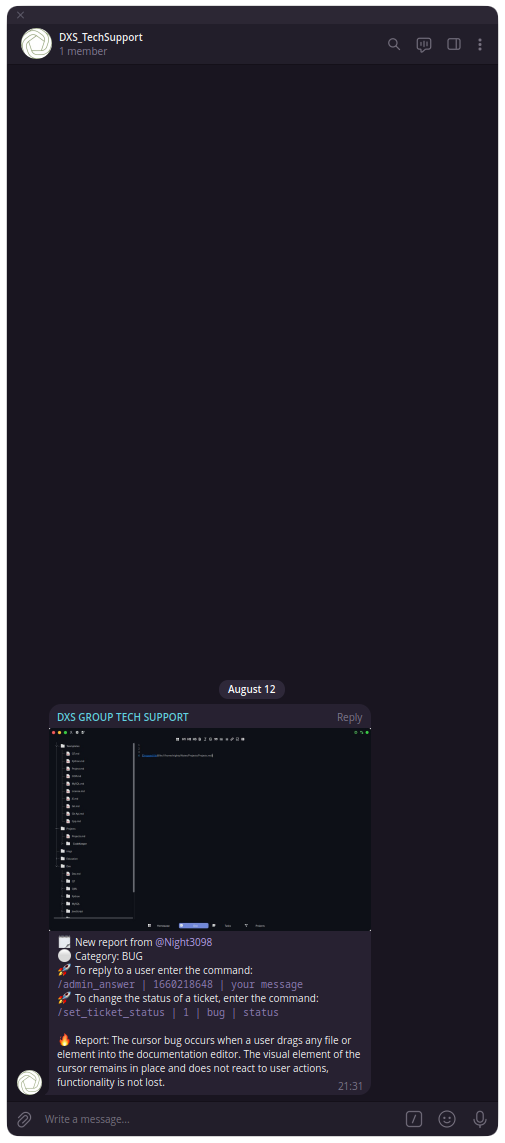 DXS_TechSupport
1 member
August 12
DXS GROUP TECH SUPPORT
Reply
New report from @Night3098
Category: BUG
To reply to a user enter the command:
/admin_answer | 1660218648 | your message
To change the status of a ticket, enter the command:
/set_ticket_status | 1 | bug | status
Report: The cursor bug occurs when a user drags any file or
element into the documentation editor. The visual element of the
cursor remains in place and does not react to user actions,
functionality is not lost.
21:31
Write a message...